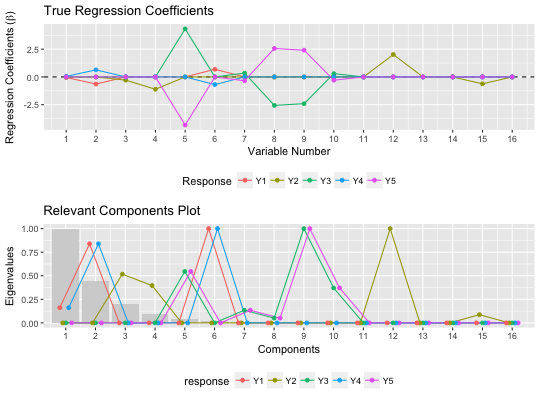 True Regression Coefficients
Regression Coefficients (β)
2.5
0.0
-2.5
1 2 3 4 5 6 7 8 9 10 11 12 13 14 15 16
Variable Number
Response Y1 Y2 Y3 Y4 Y5
Relevant Components Plot
Eigenvalues
1.00
0.75
0.50
0.25
0.00
1 2 3 4 5 6 7 8 9 10 11 12 13 14 15 16
Components
response Y1 Y2 Y3 Y4 Y5